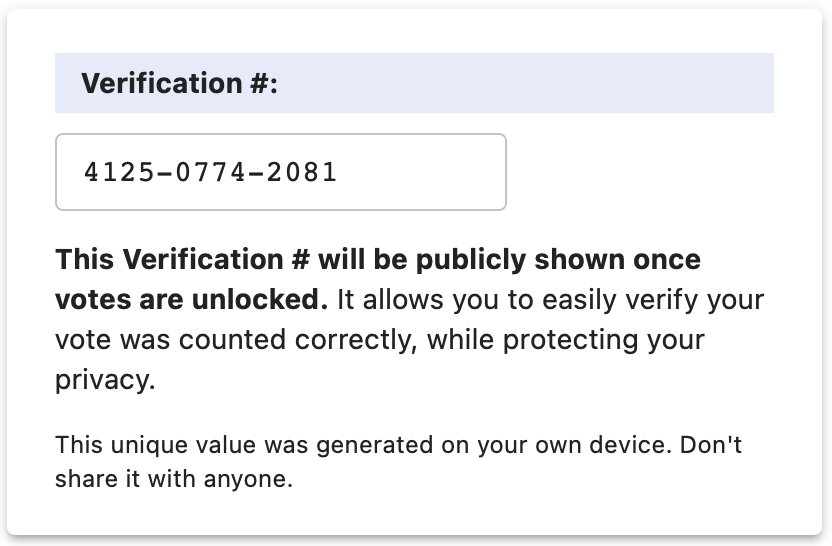 Verification #:
4125-0774-2081
This Verification # will be publicly shown once
votes are unlocked. It allows you to easily verify your
vote was counted correctly, while protecting your
privacy.
This unique value was generated on your own device. Don't
share it with anyone.